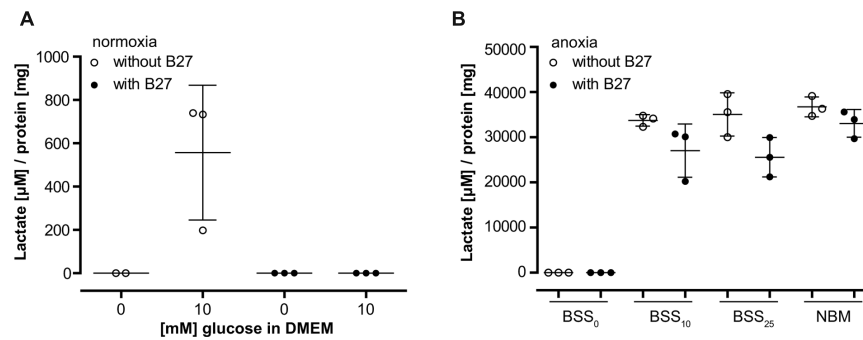 A
normoxia
without B27
with B27
Lactate [µM] / protein [mg]
1000
800
600
400
200
0
0
10
0
10
[mM] glucose in DMEM
B
anoxia
without B27
with B27
Lactate [µM] / protein [mg]
50000
40000
30000
20000
10000
0
BSS₀
BSS₁₀
BSS₂₅
NBM